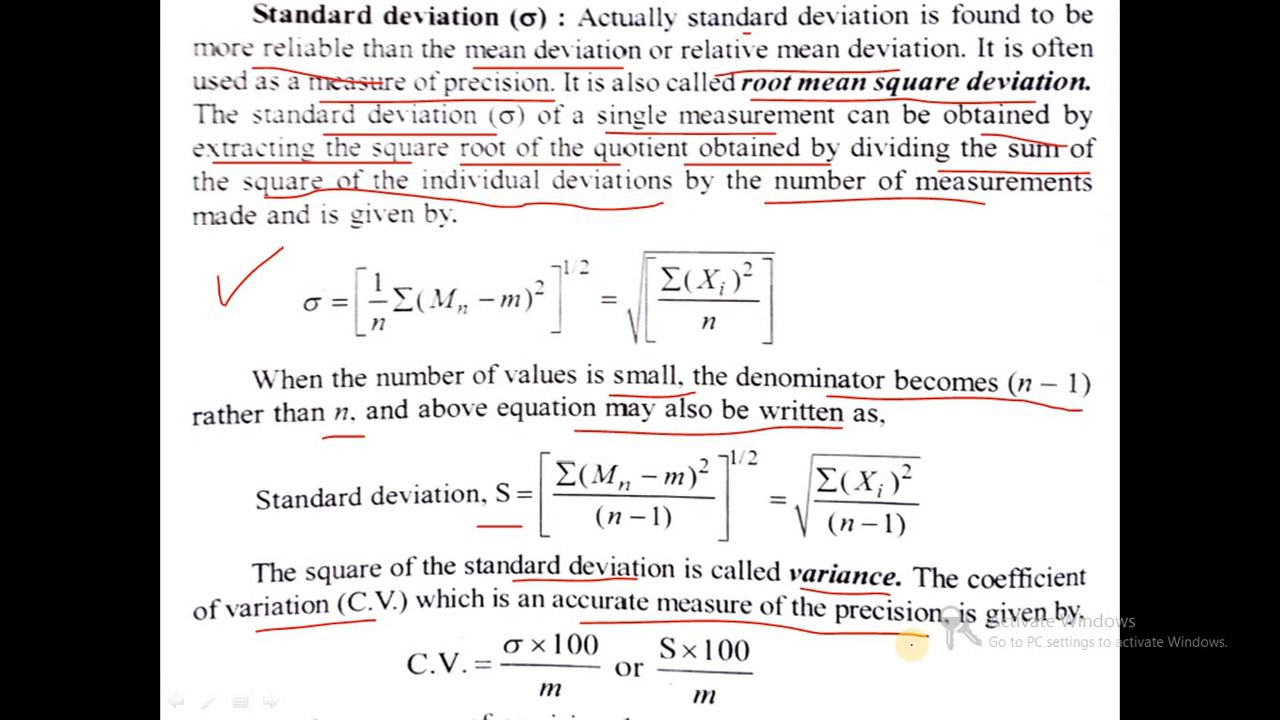 Standard deviation (σ) : Actually standard deviation is found to be
more reliable than the mean deviation or relative mean deviation. It is often
used as a measure of precision. It is also called root mean square deviation.
The standard deviation (σ) of a single measurement can be obtained by
extracting the square root of the quotient obtained by dividing the sum of
the square of the individual deviations by the number of measurements
made and is given by.
σ = [1/n Σ(Mₙ − m)²]^1/2 = √[Σ(Xᵢ)²/n]
When the number of values is small, the denominator becomes (n − 1)
rather than n, and above equation may also be written as,
Standard deviation, S = [Σ(Mₙ − m)²/(n − 1)]^1/2 = √Σ(Xᵢ)²/(n − 1)
The square of the standard deviation is called variance. The coefficient
of variation (C.V.) which is an accurate measure of the precision, is given by.
C.V. = σ × 100/m or S × 100/m
Activate Windows
Go to PC settings to activate Windows.